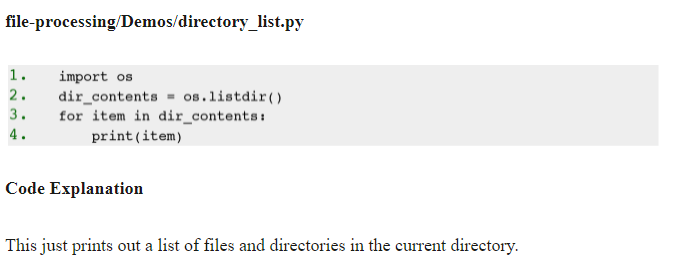 file-processing/Demos/directory_list.py
1. import os
2. dir_contents = os.listdir()
3. for item in dir_contents:
4.     print(item)
Code Explanation
This just prints out a list of files and directories in the current directory.